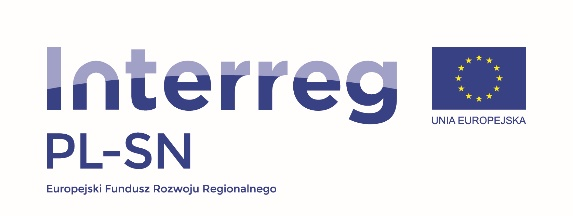 Interreg
UNIA EUROPEJSKA
PL-SN
Europejski Fundusz Rozwoju Regionalnego